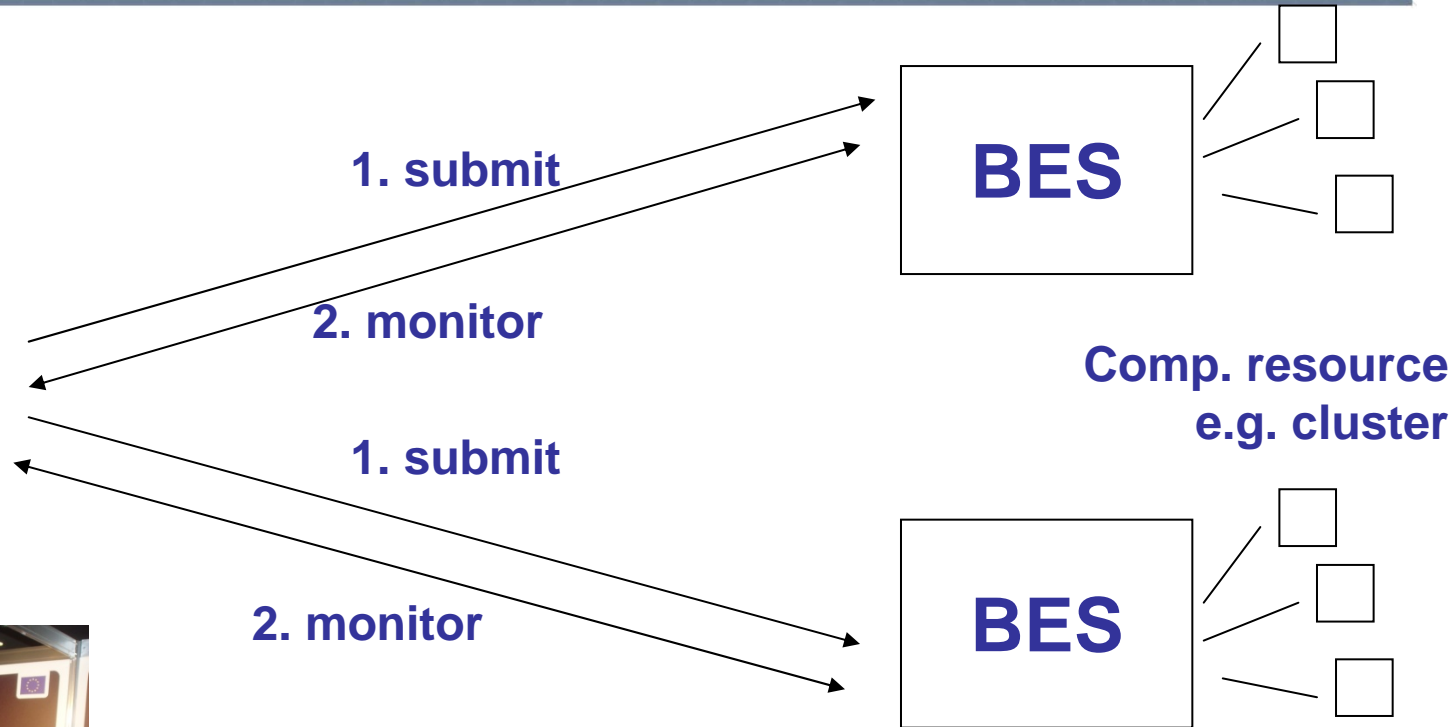 1. submit
BES
2. monitor
Comp. resource
e.g. cluster
1. submit
2. monitor
BES